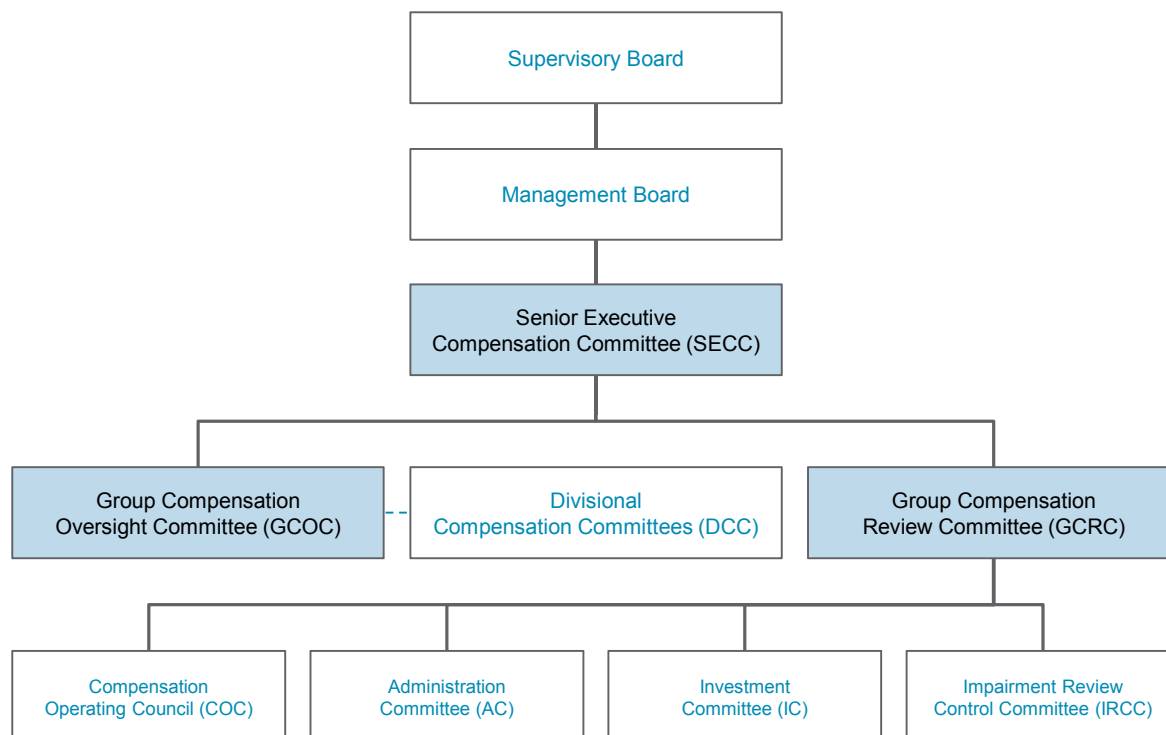 Supervisory Board
Management Board
Senior Executive
Compensation Committee (SECC)
Group Compensation
Oversight Committee (GCOC)
Divisional
Compensation Committees (DCC)
Group Compensation
Review Committee (GCRC)
Compensation
Operating Council (COC)
Administration
Committee (AC)
Investment
Committee (IC)
Impairment Review
Control Committee (IRCC)